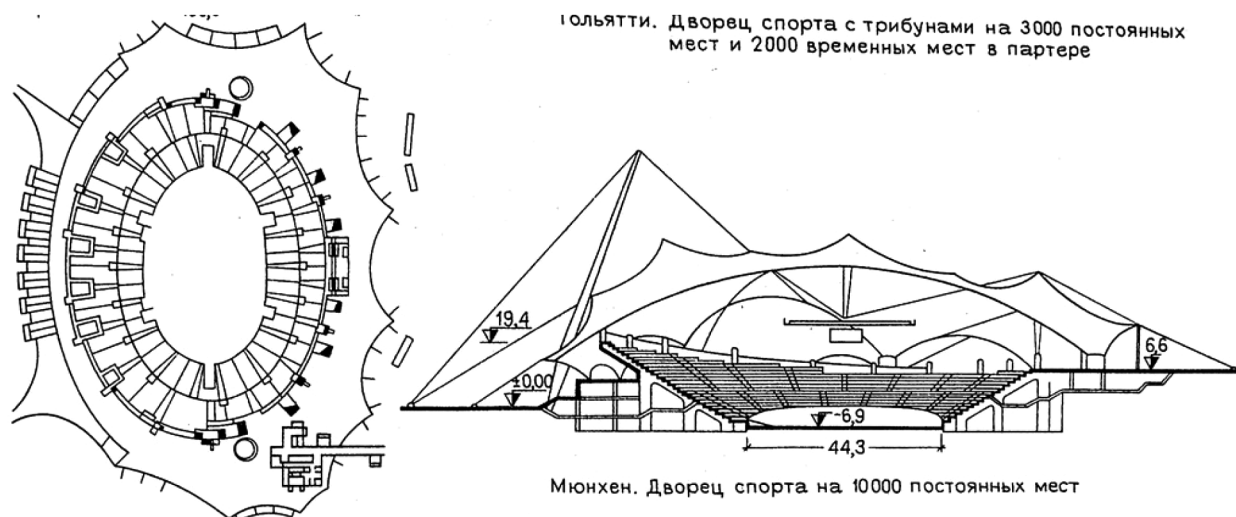 Тольятти. Дворец спорта с трибунами на 3000 постоянных
мест и 2000 временных мест в партере
19,4
±0,00
6,6
-6,9
44,3
Мюнхен. Дворец спорта на 10000 постоянных мест